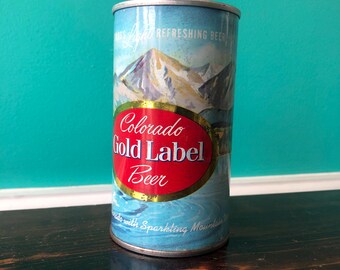 REFRESHING BEER
Colorado
Gold Label
Beer
with Sparkling Mountain